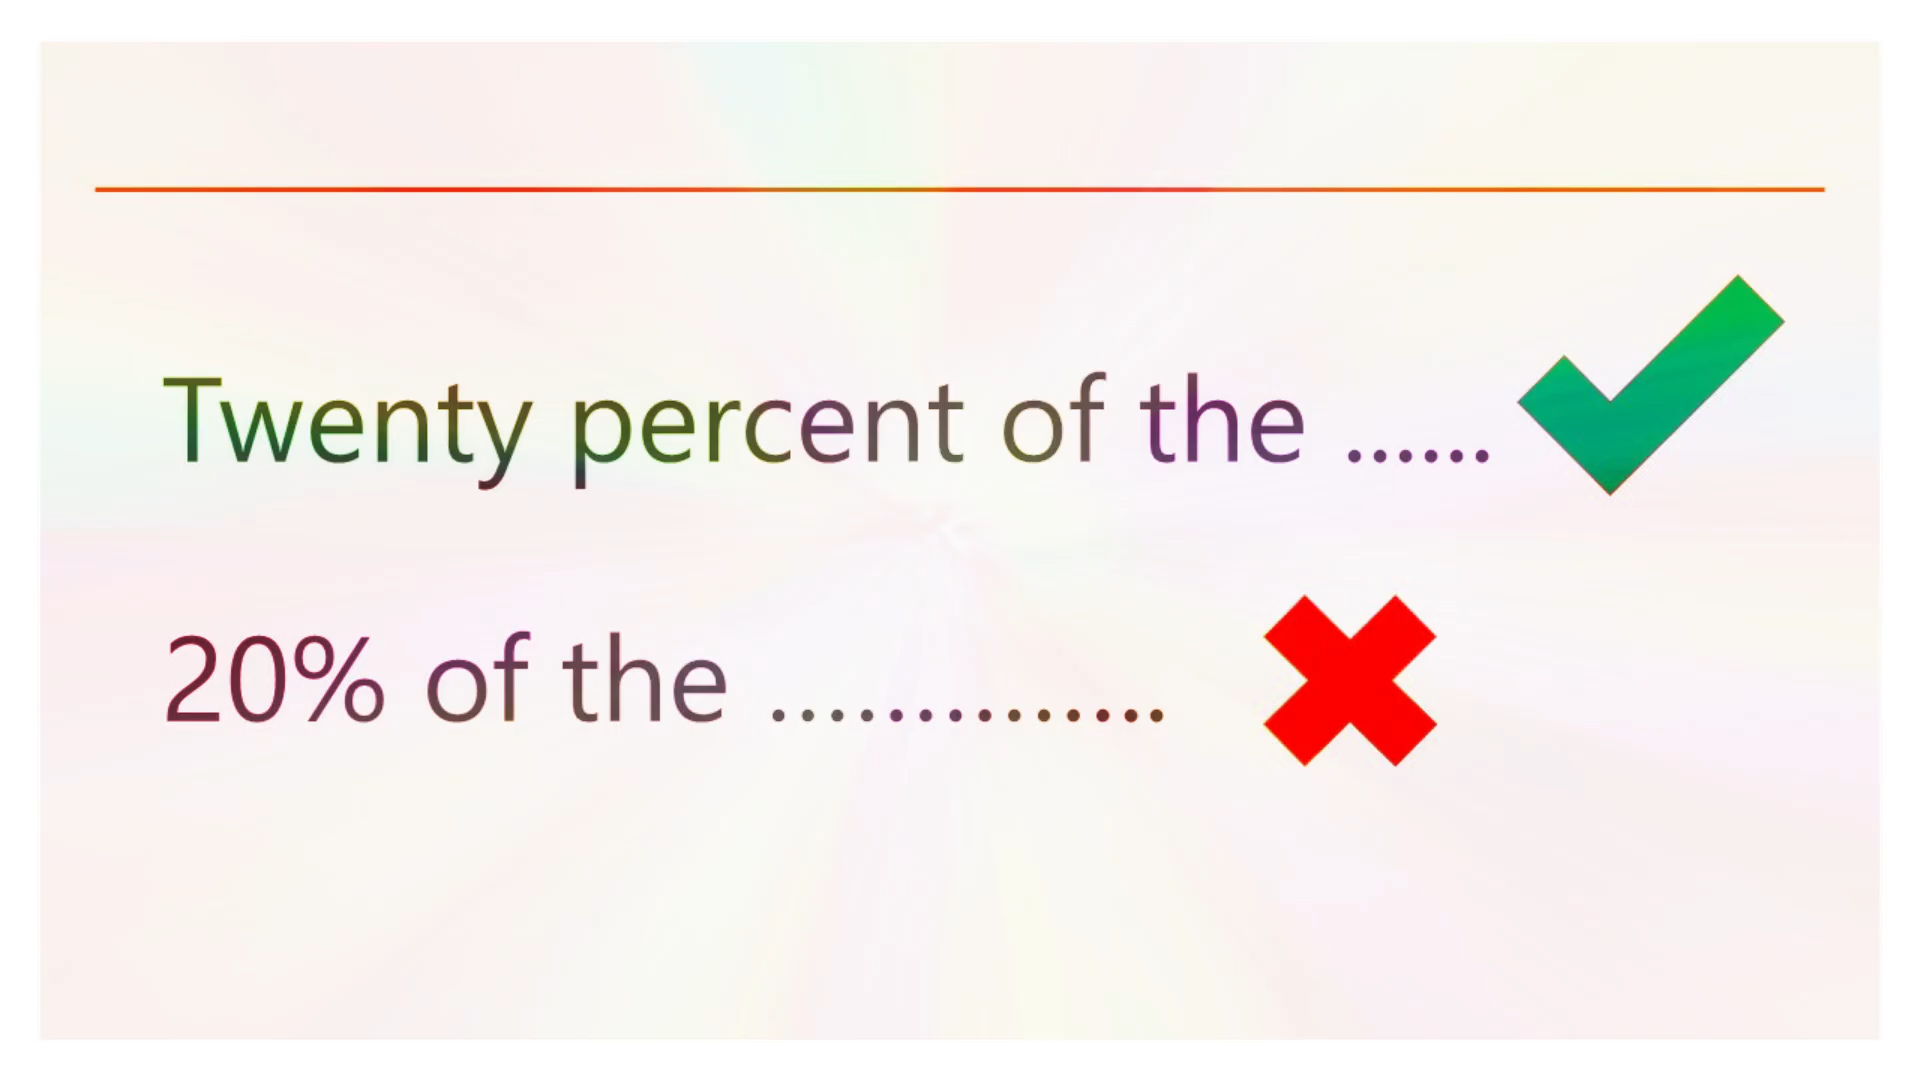 Twenty percent of the ......
20% of the ..............